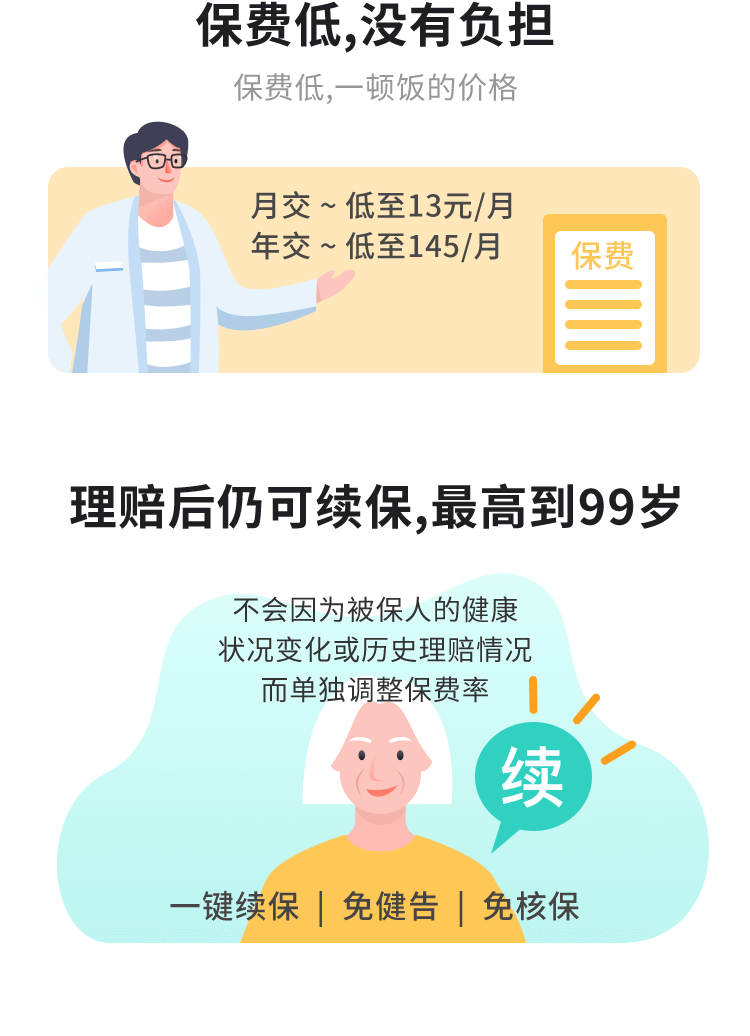 保费低,没有负担
保费低,一顿饭的价格
月交 ~ 低至13元/月
年交 ~ 低至145/月
保费
理赔后仍可续保,最高到99岁
不会因为被保人的健康
状况变化或历史理赔情况
而单独调整保费率
续
一键续保 | 免健告 | 免核保